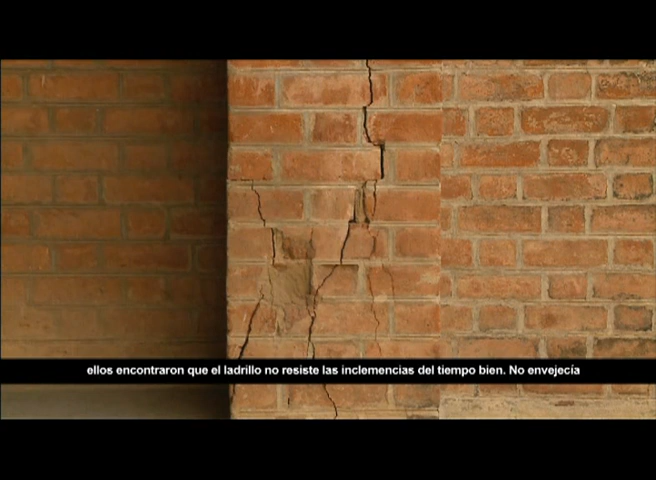 ellos encontraron que el ladrillo no resiste las inclemencias del tiempo bien. No envejecía